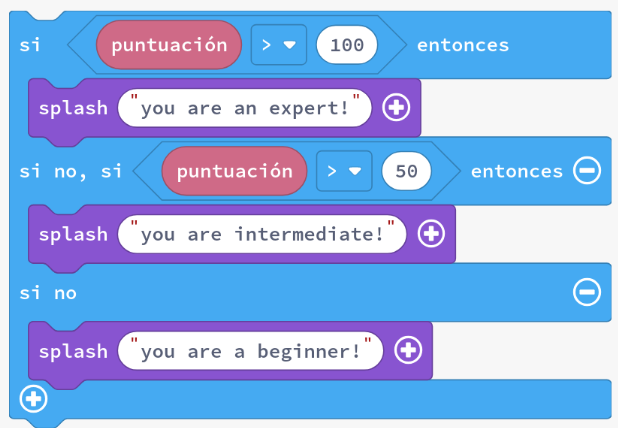 si puntuación > 100 entonces
splash "you are an expert!"
si no, si puntuación > 50 entonces
splash "you are intermediate!"
si no
splash "you are a beginner!"